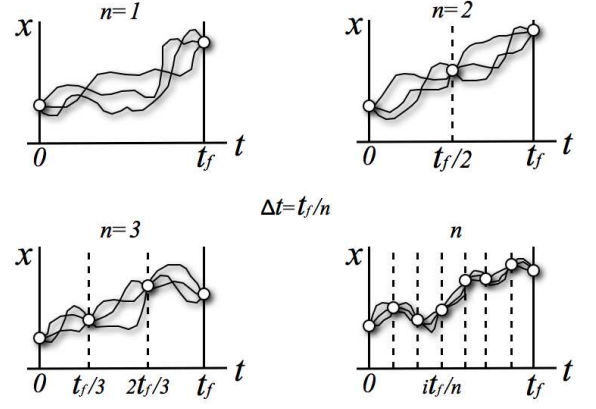 n=1
x
0 t_f t
n=2
x
0 t_f/2 t_f t
Δt=t_f/n
n=3
x
0 t_f/3 2t_f/3 t_f t
n
x
0 it_f/n t_f t